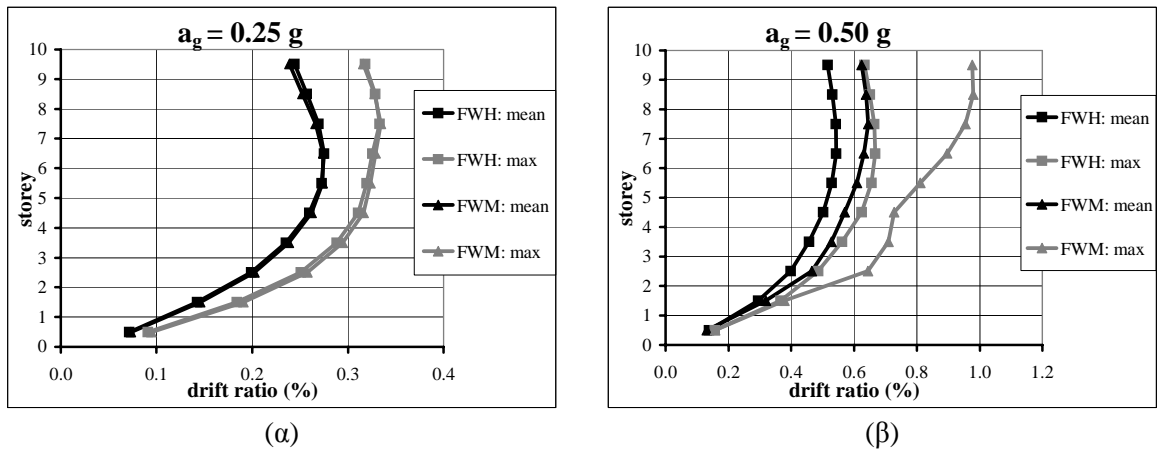 a_g = 0.25 g
10
9
8
7
6
5
4
3
2
1
0
storey
0.0 0.1 0.2 0.3 0.4
drift ratio (%)
FWH: mean
FWH: max
FWM: mean
FWM: max
(α)
a_g = 0.50 g
10
9
8
7
6
5
4
3
2
1
0
storey
0.0 0.2 0.4 0.6 0.8 1.0 1.2
drift ratio (%)
FWH: mean
FWH: max
FWM: mean
FWM: max
(β)